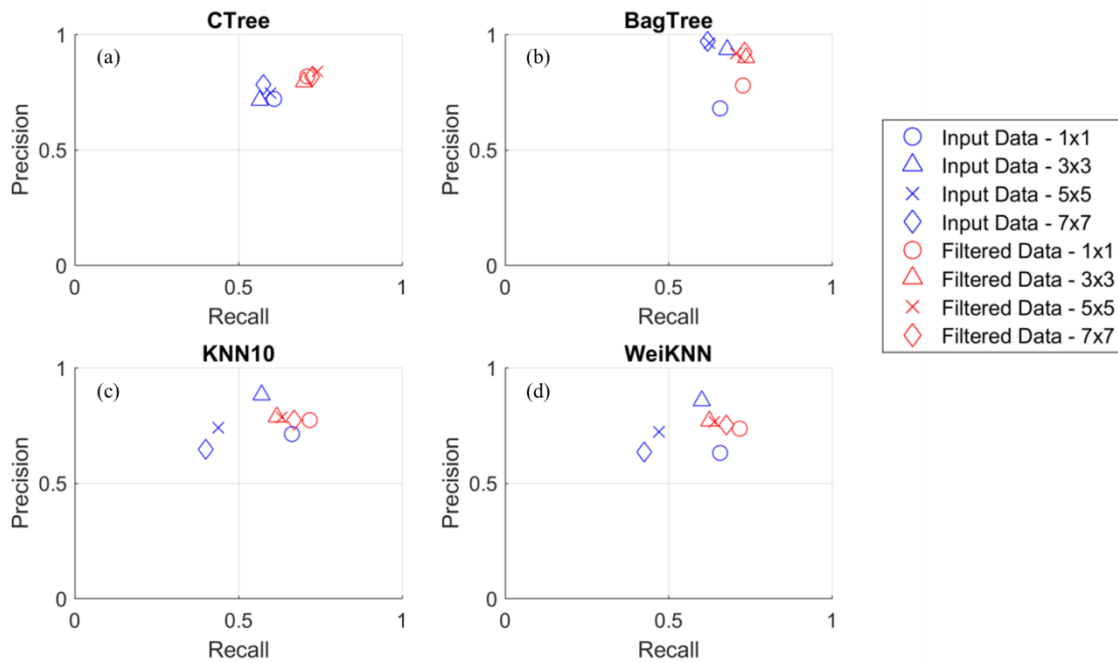 CTree
(a)
1
0.5
0
Precision
0
0.5
1
Recall
BagTree
(b)
1
0.5
0
Precision
0
0.5
1
Recall
Input Data - 1x1
Input Data - 3x3
Input Data - 5x5
Input Data - 7x7
Filtered Data - 1x1
Filtered Data - 3x3
Filtered Data - 5x5
Filtered Data - 7x7
KNN10
(c)
1
0.5
0
Precision
0
0.5
1
Recall
WeiKNN
(d)
1
0.5
0
Precision
0
0.5
1
Recall